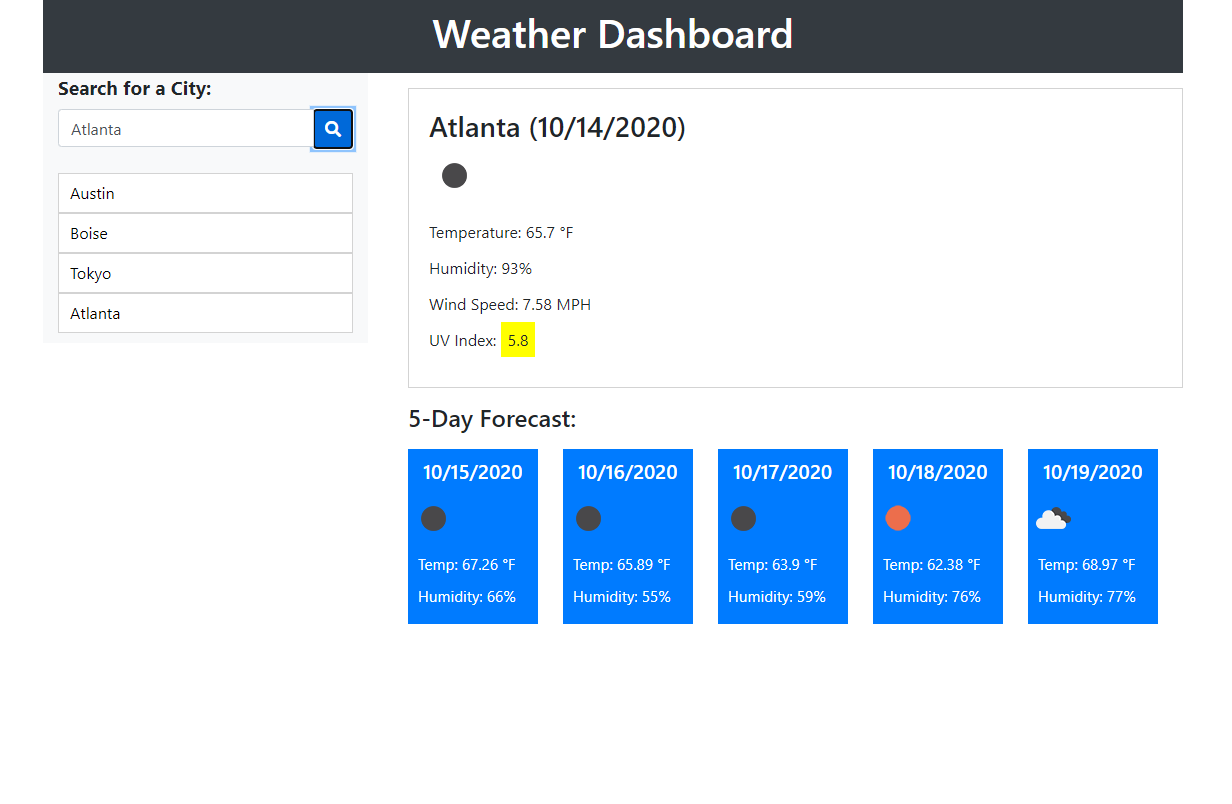 Weather Dashboard
Search for a City:
Atlanta
Austin
Boise
Tokyo
Atlanta
Atlanta (10/14/2020)
Temperature: 65.7 °F
Humidity: 93%
Wind Speed: 7.58 MPH
UV Index: 5.8
5-Day Forecast:
10/15/2020
Temp: 67.26 °F
Humidity: 66%
10/16/2020
Temp: 65.89 °F
Humidity: 55%
10/17/2020
Temp: 63.9 °F
Humidity: 59%
10/18/2020
Temp: 62.38 °F
Humidity: 76%
10/19/2020
Temp: 68.97 °F
Humidity: 77%